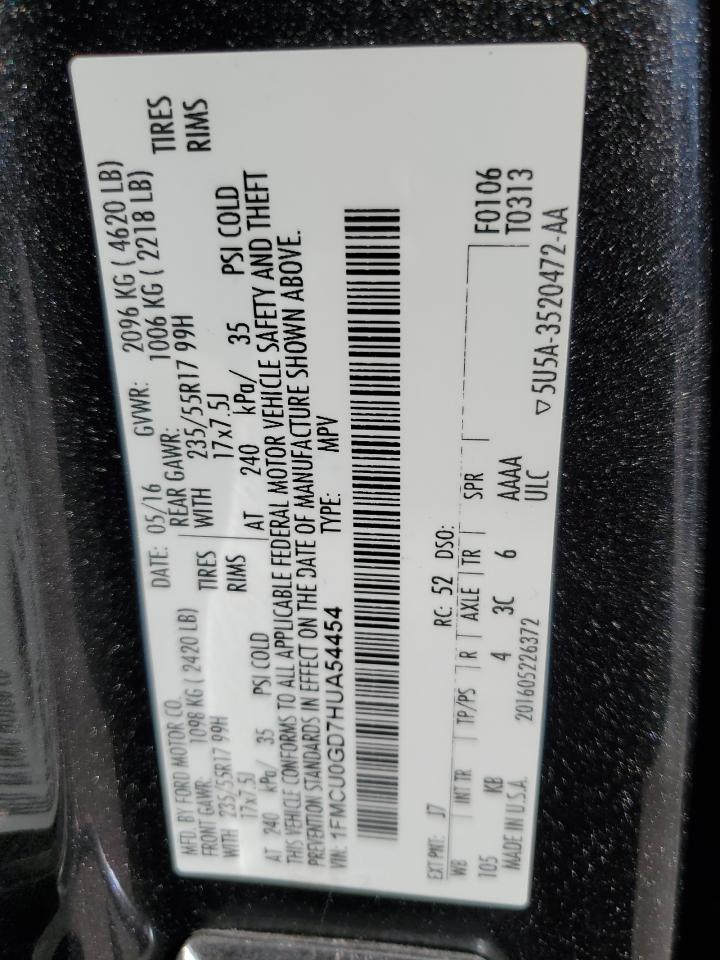 MFD. BY FORD MOTOR CO.
DATE: 05/16 GVWR: 2096 KG ( 4620 LB)
FRONT GAWR: 1098 KG ( 2420 LB)
REAR GAWR: 1006 KG ( 2218 LB)
WITH 235/55R17 99H TIRES
WITH 235/55R17 99H TIRES
17x7.5J RIMS
17x7.5J RIMS
AT 240 kPa/ 35 PSI COLD
AT 240 kPa/ 35 PSI COLD
THIS VEHICLE CONFORMS TO ALL APPLICABLE FEDERAL MOTOR VEHICLE SAFETY AND THEFT
PREVENTION STANDARDS IN EFFECT ON THE DATE OF MANUFACTURE SHOWN ABOVE.
VIN: 1FMCU0GD7HUA54454 TYPE: MPV
EXT PNT: J7 RC: 52 DSO: F0106
T0313
WB INT TR TP/PS R AXLE TR SPR
105 KB 4 3C 6 AAAA
ULC
MADE IN U.S.A. 201605226372 ▽5U5A-3520472-AA